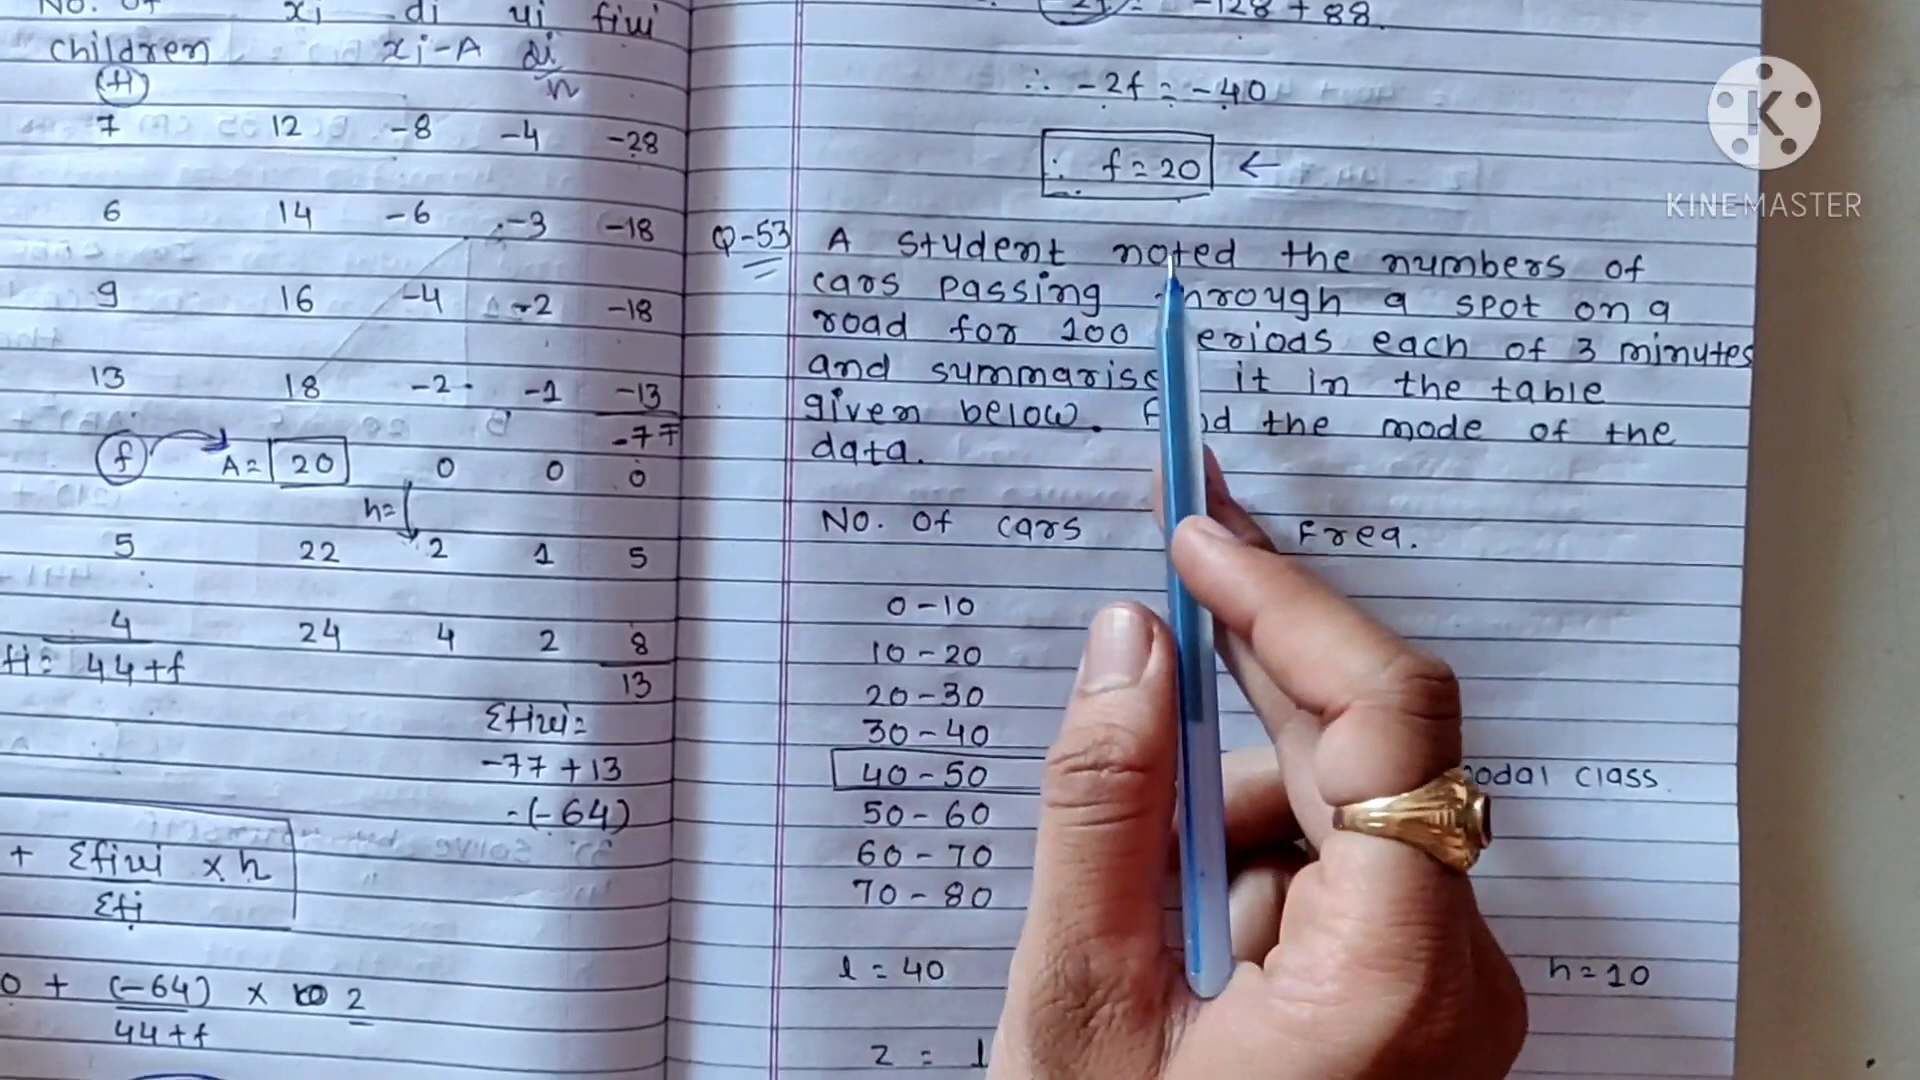 No. of xi di ui fiui
children xi-A di
(fi) n
7 12 -8 -4 -28
6 14 -6 -3 -18
9 16 -4 -2 -18
13 18 -2 -1 -13
-77
f A= 20 0 0 0
h=
5 22 2 1 5
4 24 4 2 8
fi= 44+f 13
Σfiui=
-77+13
(-64)
+ Σfiui x h
Σfi
0 + (-64) x 2
44+f
= -128 + 88
∴ -2f = -40
∴ f=20 ←
Q-53 A student noted the numbers of
cars passing through a spot on a
road for 100 eriods each of 3 minutes
and summarise it in the table
given below. F nd the mode of the
data.
No. of cars Freq.
0-10
10-20
20-30
30-40
40-50 modal class.
50-60
60-70
70-80
l = 40 h=10
z = l
K
KINEMASTER